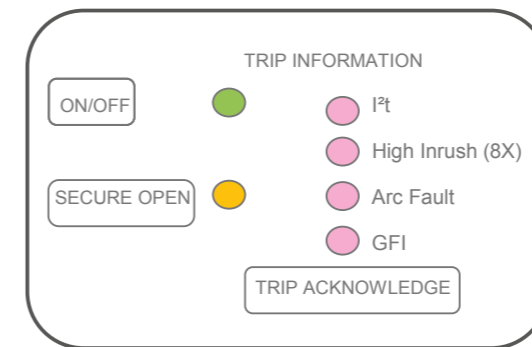 TRIP INFORMATION
ON/OFF
I²t
High Inrush (8X)
SECURE OPEN
Arc Fault
GFI
TRIP ACKNOWLEDGE